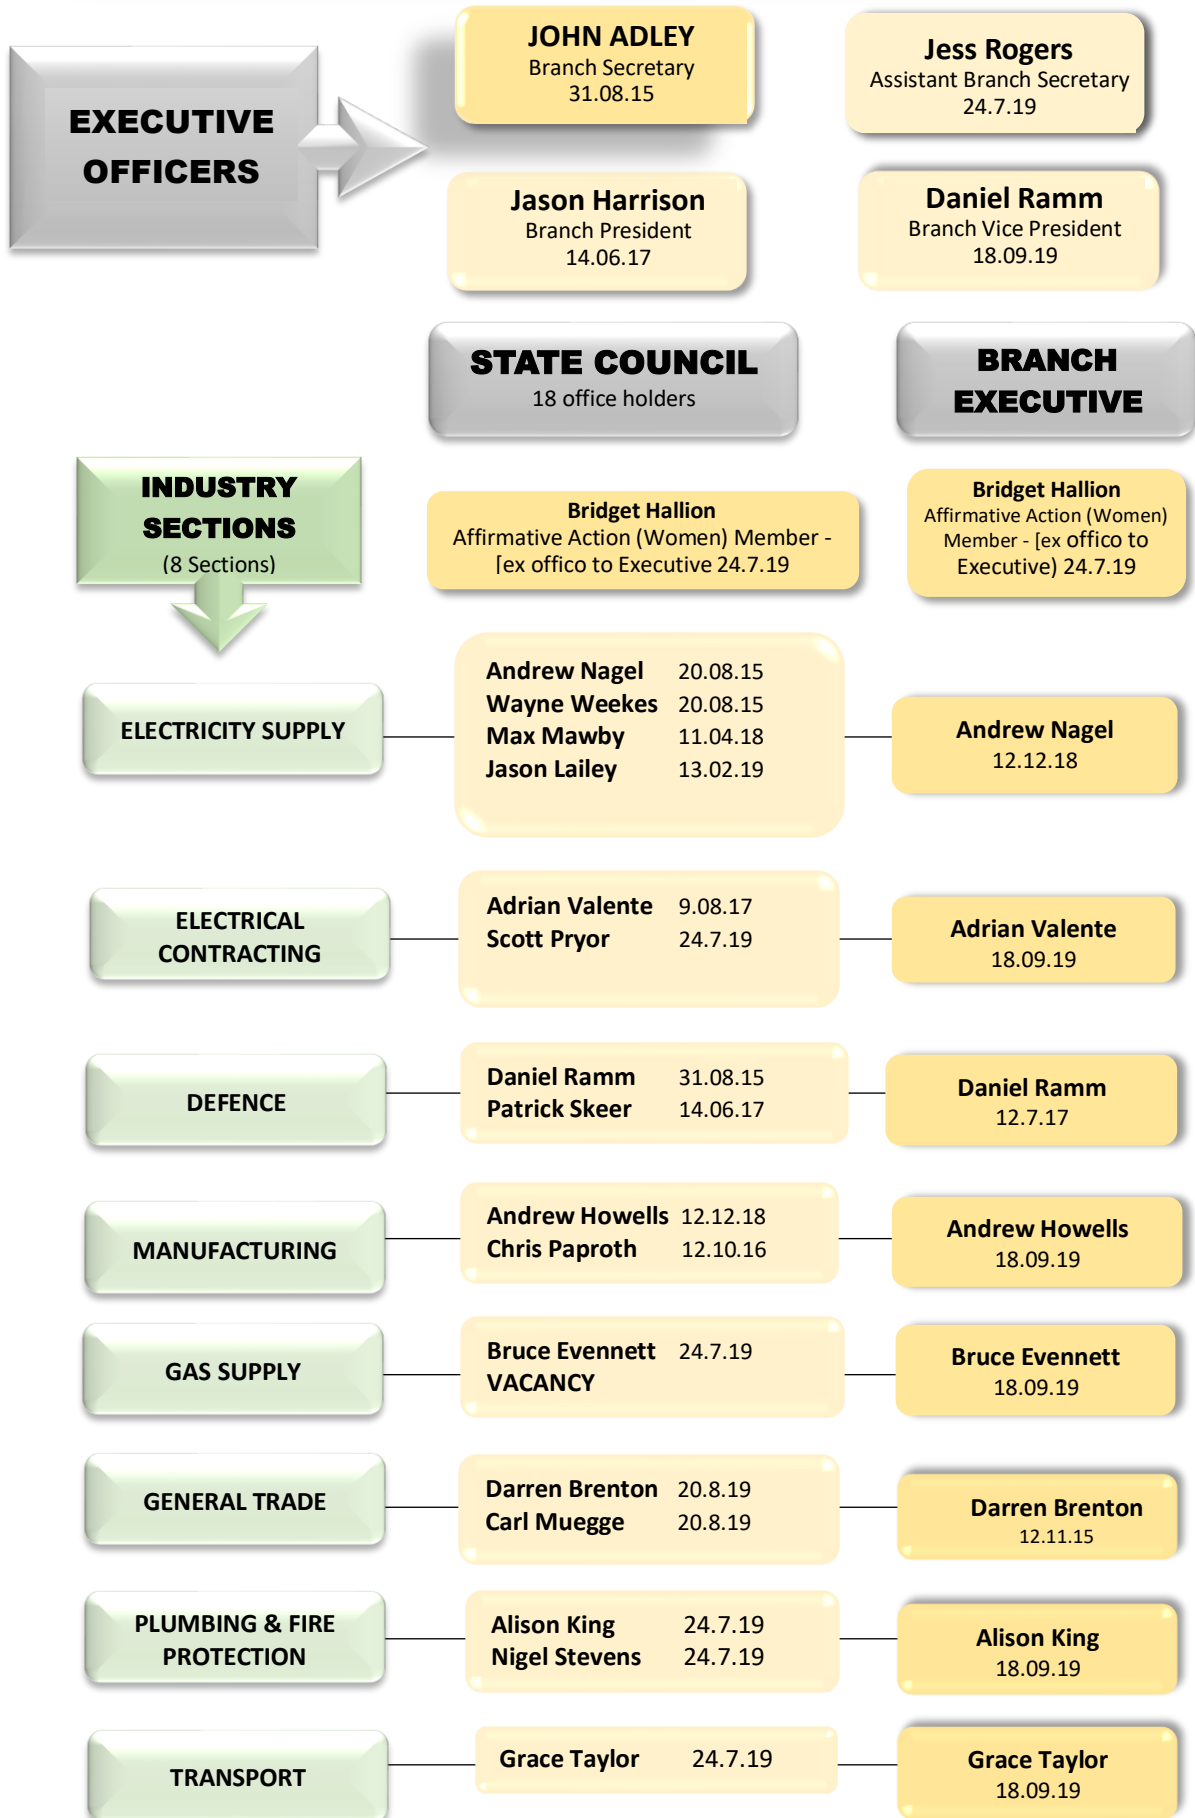 EXECUTIVE
OFFICERS
JOHN ADLEY
Branch Secretary
31.08.15
Jess Rogers
Assistant Branch Secretary
24.7.19
Jason Harrison
Branch President
14.06.17
Daniel Ramm
Branch Vice President
18.09.19
STATE COUNCIL
18 office holders
BRANCH
EXECUTIVE
INDUSTRY
SECTIONS
(8 Sections)
Bridget Hallion
Affirmative Action (Women) Member -
[ex offico to Executive 24.7.19
Bridget Hallion
Affirmative Action (Women)
Member - [ex offico to
Executive) 24.7.19
ELECTRICITY SUPPLY
Andrew Nagel 20.08.15
Wayne Weekes 20.08.15
Max Mawby 11.04.18
Jason Lailey 13.02.19
Andrew Nagel
12.12.18
ELECTRICAL
CONTRACTING
Adrian Valente 9.08.17
Scott Pryor 24.7.19
Adrian Valente
18.09.19
DEFENCE
Daniel Ramm 31.08.15
Patrick Skeer 14.06.17
Daniel Ramm
12.7.17
MANUFACTURING
Andrew Howells 12.12.18
Chris Paproth 12.10.16
Andrew Howells
18.09.19
GAS SUPPLY
Bruce Evennett 24.7.19
VACANCY
Bruce Evennett
18.09.19
GENERAL TRADE
Darren Brenton 20.8.19
Carl Muegge 20.8.19
Darren Brenton
12.11.15
PLUMBING & FIRE
PROTECTION
Alison King 24.7.19
Nigel Stevens 24.7.19
Alison King
18.09.19
TRANSPORT
Grace Taylor 24.7.19
Grace Taylor
18.09.19